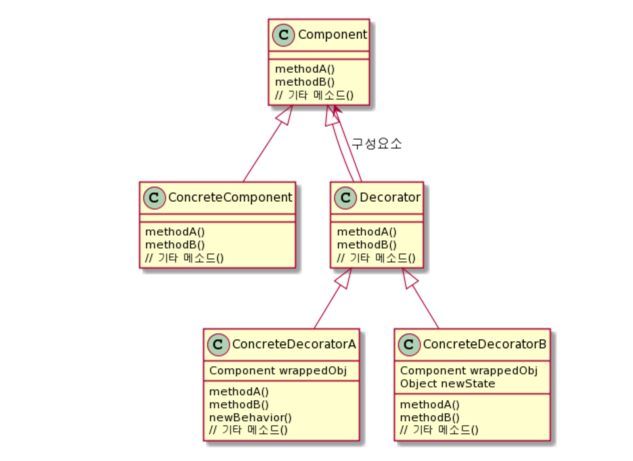 C Component
methodA()
methodB()
// 기타 메소드()
구성요소
C ConcreteComponent
methodA()
methodB()
// 기타 메소드()
C Decorator
methodA()
methodB()
// 기타 메소드()
C ConcreteDecoratorA
Component wrappedObj
methodA()
methodB()
newBehavior()
// 기타 메소드()
C ConcreteDecoratorB
Component wrappedObj
Object newState
methodA()
methodB()
// 기타 메소드()